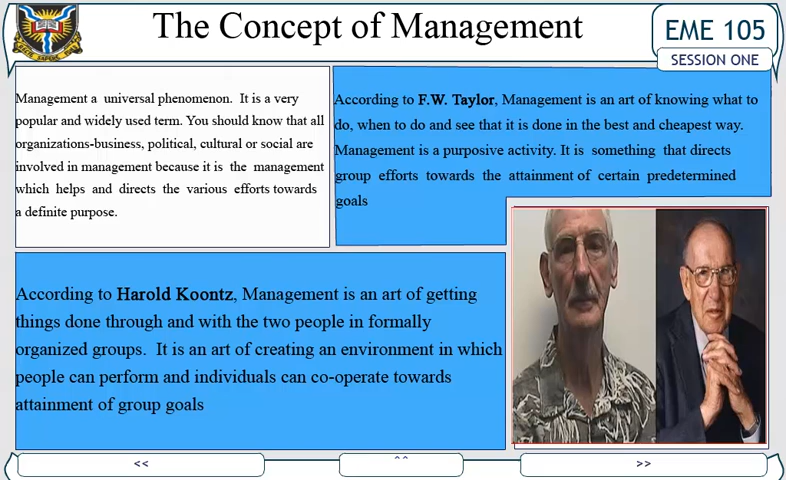 The Concept of Management
EME 105
SESSION ONE
Management a universal phenomenon. It is a very
popular and widely used term. You should know that all
organizations-business, political, cultural or social are
involved in management because it is the management
which helps and directs the various efforts towards
a definite purpose.
According to F.W. Taylor, Management is an art of knowing what to
do, when to do and see that it is done in the best and cheapest way.
Management is a purposive activity. It is something that directs
group efforts towards the attainment of certain predetermined
goals
According to Harold Koontz, Management is an art of getting
things done through and with the two people in formally
organized groups. It is an art of creating an environment in which
people can perform and individuals can co-operate towards
attainment of group goals
<<
^^
>>